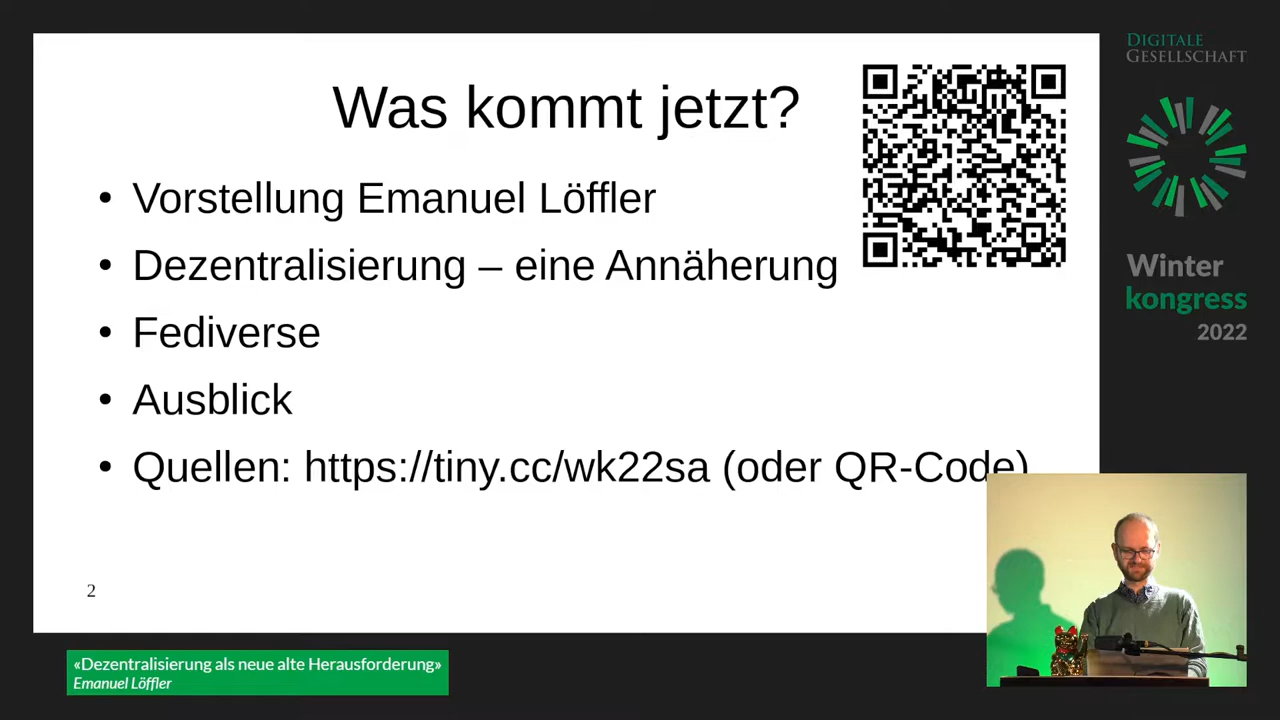 Was kommt jetzt?
• Vorstellung Emanuel Löffler
• Dezentralisierung – eine Annäherung
• Fediverse
• Ausblick
• Quellen: https://tiny.cc/wk22sa (oder QR-Code)
2
DIGITALE
GESELLSCHAFT
Winter
kongress
2022
«Dezentralisierung als neue alte Herausforderung»
Emanuel Löffler